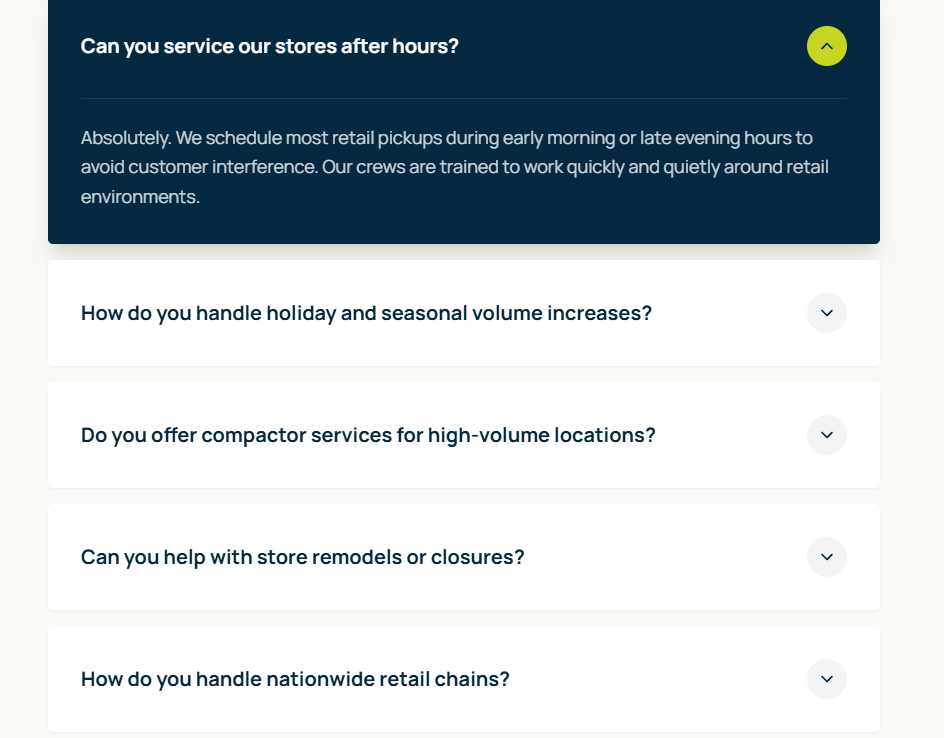 Can you service our stores after hours?
Absolutely. We schedule most retail pickups during early morning or late evening hours to
avoid customer interference. Our crews are trained to work quickly and quietly around retail
environments.
How do you handle holiday and seasonal volume increases?
Do you offer compactor services for high-volume locations?
Can you help with store remodels or closures?
How do you handle nationwide retail chains?